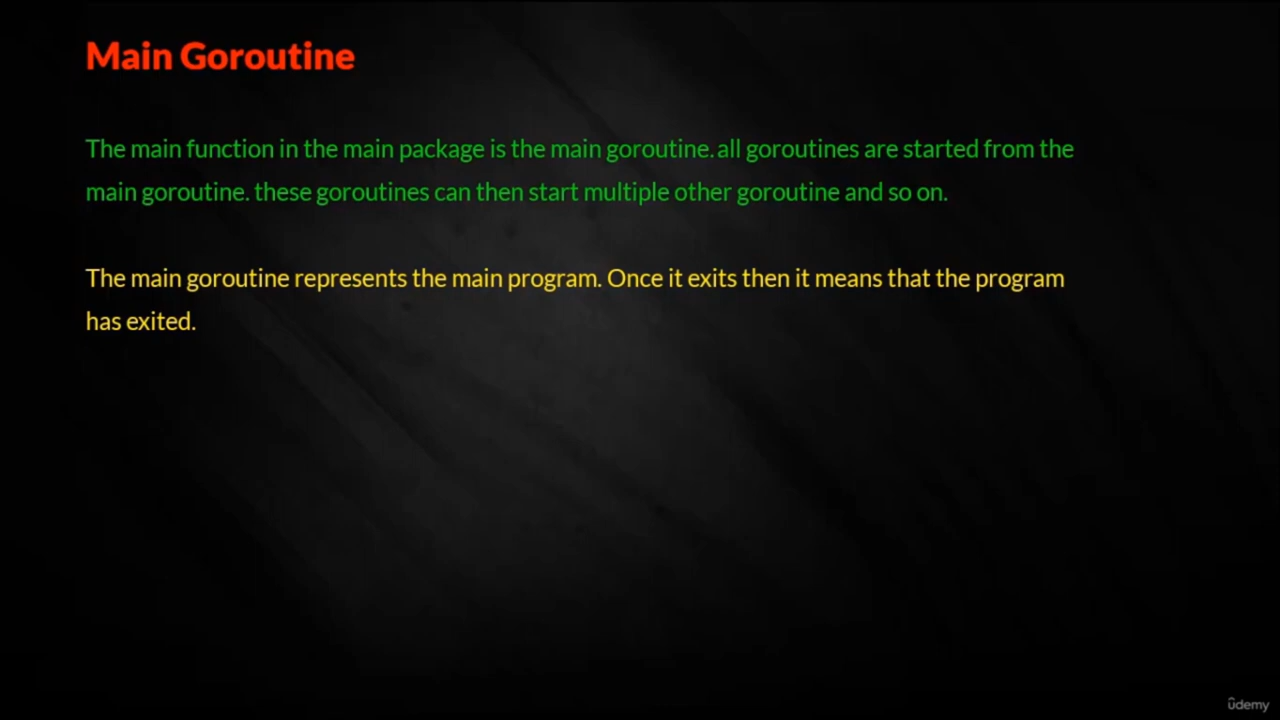 Main Goroutine
The main function in the main package is the main goroutine. all goroutines are started from the
main goroutine. these goroutines can then start multiple other goroutine and so on.
The main goroutine represents the main program. Once it exits then it means that the program
has exited.
ûdemy